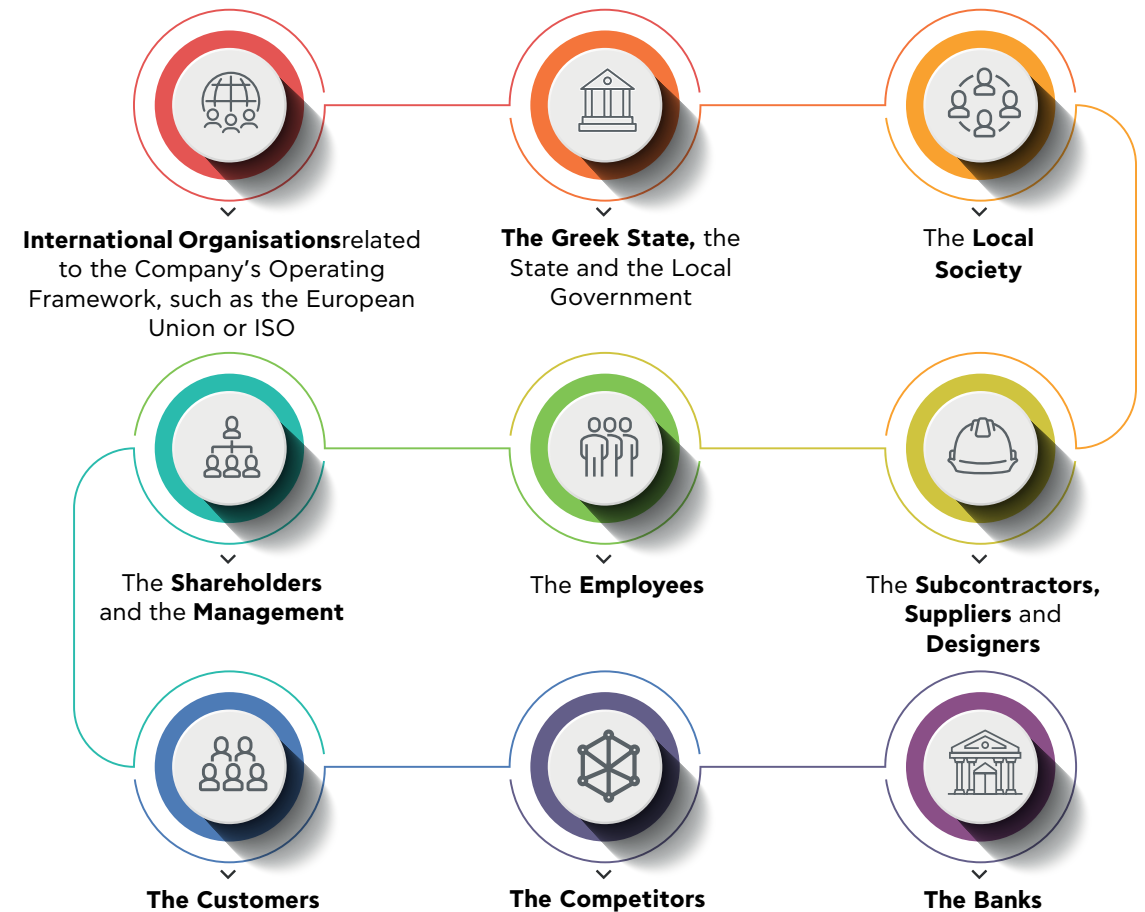 International Organisationsrelated
to the Company's Operating
Framework, such as the European
Union or ISO
The Greek State, the
State and the Local
Government
The Local
Society
The Shareholders
and the Management
The Employees
The Subcontractors,
Suppliers and
Designers
The Customers
The Competitors
The Banks